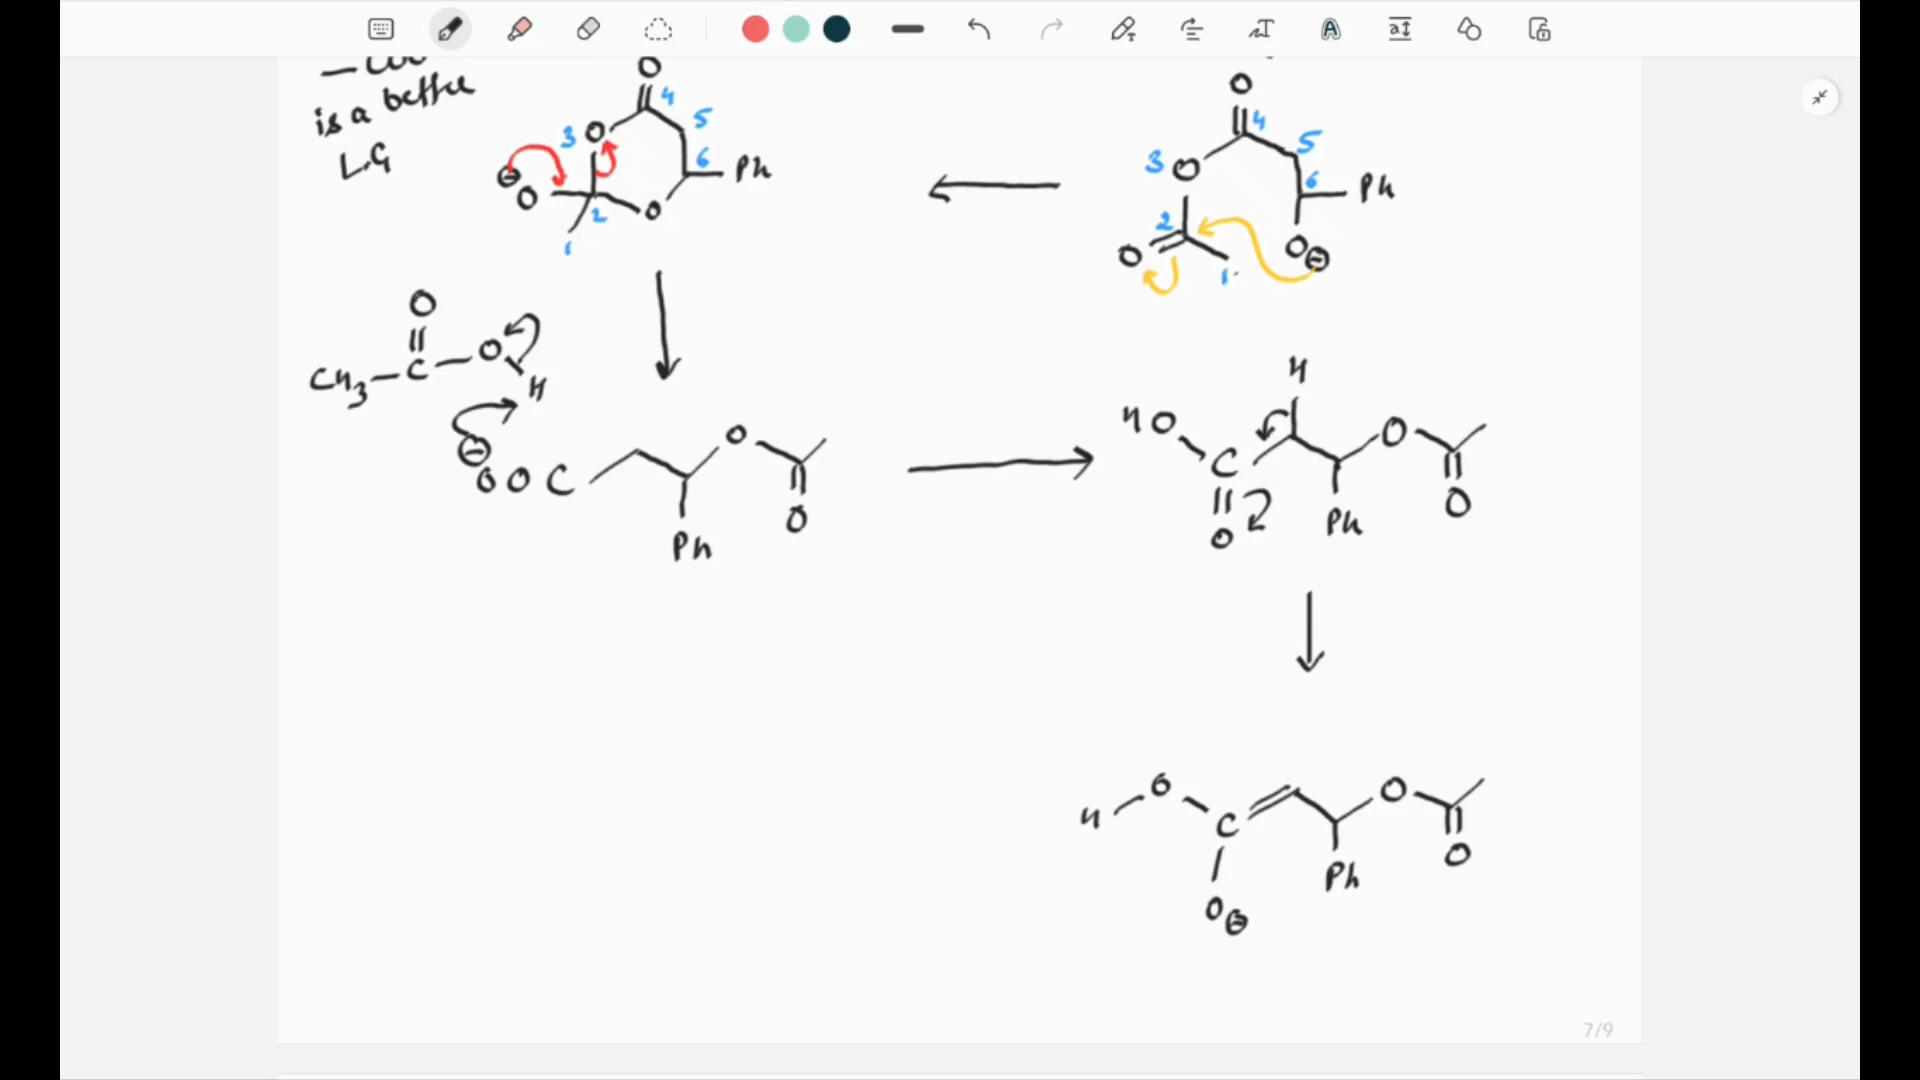 is a better
L.G
O
4
3 O 5
6 Ph
⊖
O 2 O
1
O
4
3 O 5
6 Ph
2
O O⊖
1
O
||
CH3-C-O
H
⊖
OOC O
O
Ph
H
HO O
C
||
O Ph O
O O
H C
Ph O
O⊖
7/9